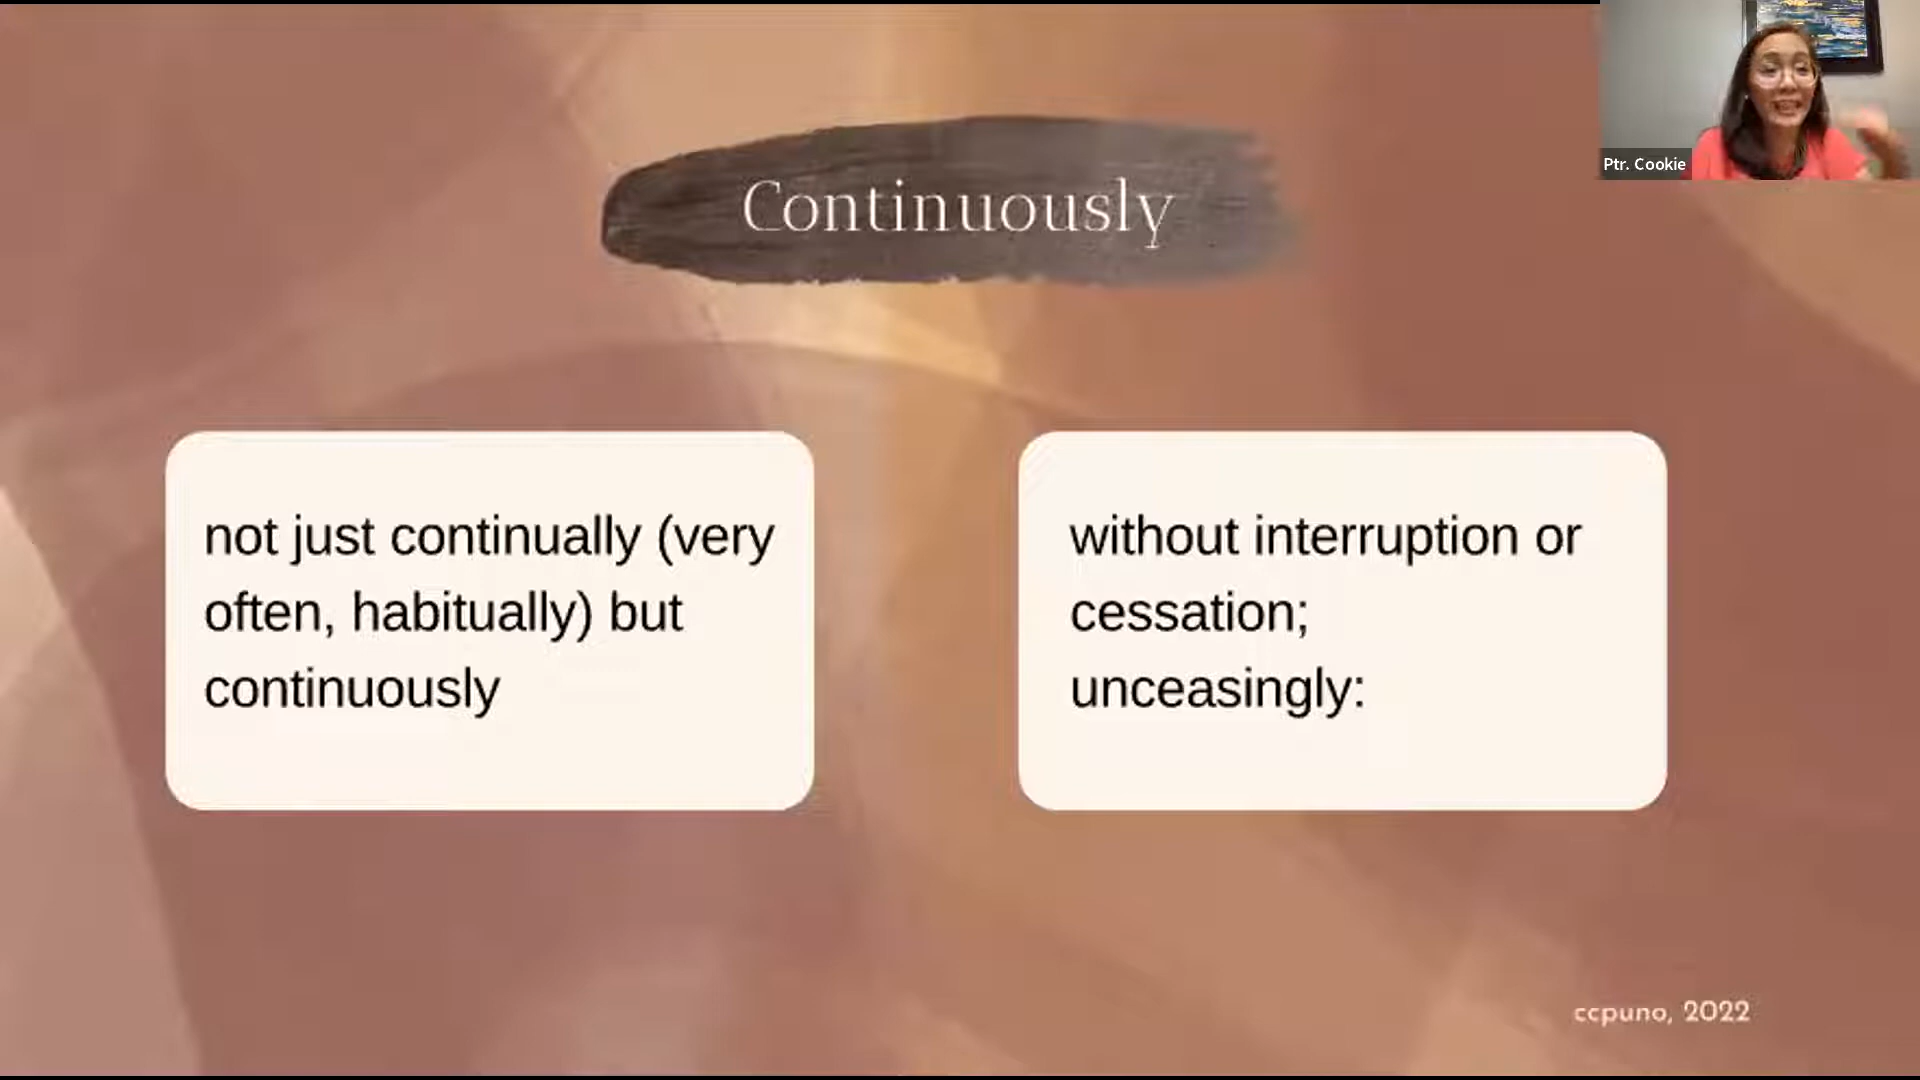 Continuously
Ptr. Cookie
not just continually (very
often, habitually) but
continuously
without interruption or
cessation;
unceasingly:
ccpuno, 2022